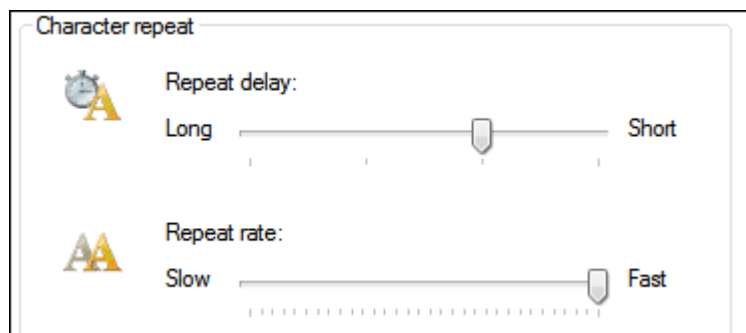 Character repeat
Repeat delay:
Long Short
Repeat rate:
Slow Fast